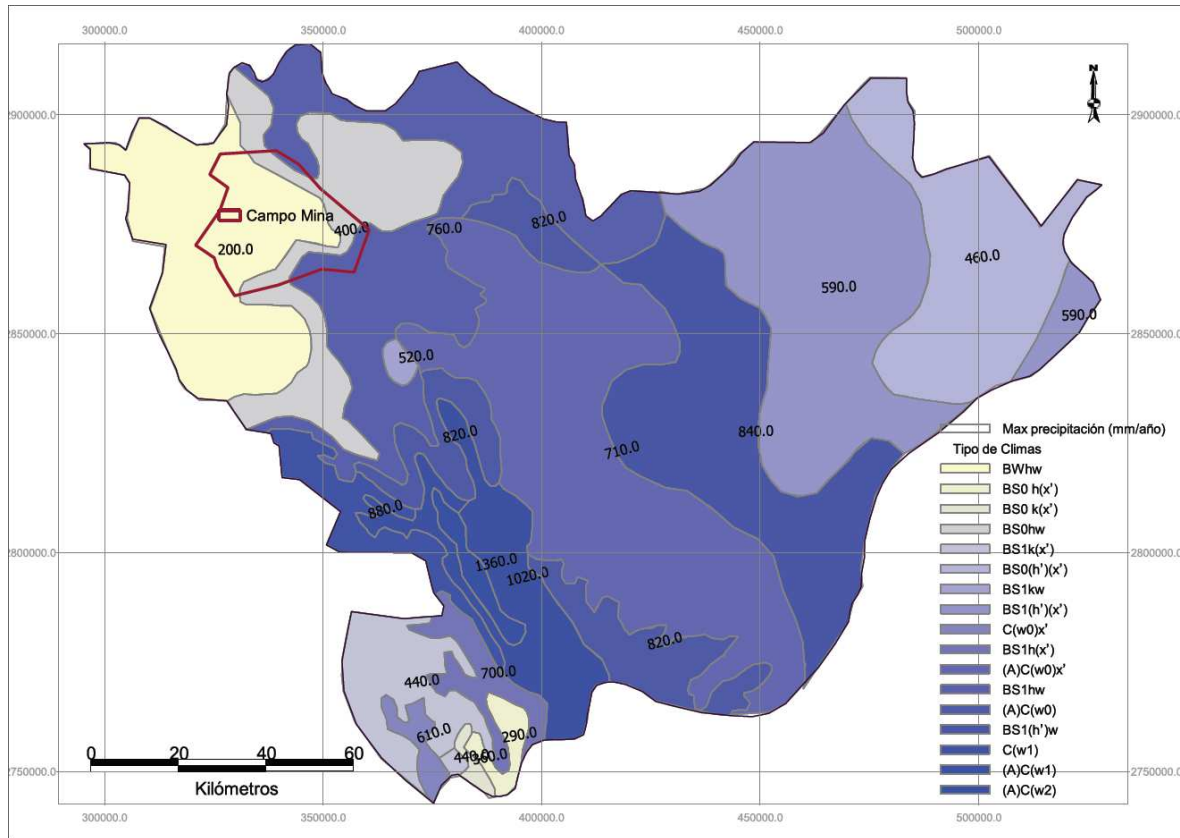 300000.0 350000.0 400000.0 450000.0 500000.0
N
2900000.0 2900000.0
820.0
Campo Mina
400.0 760.0
200.0
460.0
590.0
590.0
2850000.0 2850000.0
520.0
Max precipitación (mm/año)
820.0 840.0
710.0
Tipo de Climas
BWhw
BS0 h(x')
880.0
BS0 k(x')
BS0hw
2800000.0 2800000.0
BS1k(x')
1360.0
1020.0
BS0(h')(x')
BS1kw
BS1(h')(x')
C(w0)x'
820.0
BS1h(x')
700.0
440.0
(A)C(w0)x'
BS1hw
(A)C(w0)
610.0 290.0
BS1(h')w
0 20 40 60
440.0
C(w1)
2750000.0 2750000.0
Kilómetros
(A)C(w1)
(A)C(w2)
300000.0 350000.0 400000.0 450000.0 500000.0